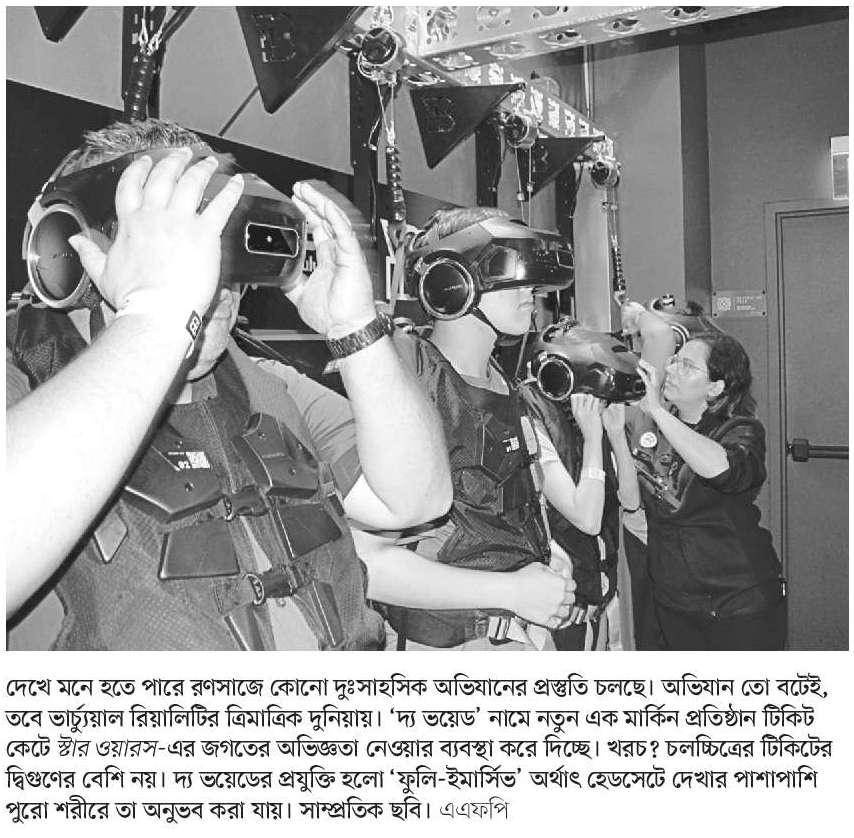 দেখে মনে হতে পারে রণসাজে কোনো দুঃসাহসিক অভিযানের প্রস্তুতি চলছে। অভিযান তো বটেই,
তবে ভার্চ্যুয়াল রিয়ালিটির ত্রিমাত্রিক দুনিয়ায়। ‘দ্য ভয়েড’ নামে নতুন এক মার্কিন প্রতিষ্ঠান টিকিট
কেটে স্টার ওয়ারস-এর জগতের অভিজ্ঞতা নেওয়ার ব্যবস্থা করে দিচ্ছে। খরচ? চলচ্চিত্রের টিকিটের
দ্বিগুণের বেশি নয়। দ্য ভয়েডের প্রযুক্তি হলো ‘ফুলি-ইমার্সিভ’ অর্থাৎ হেডসেটে দেখার পাশাপাশি
পুরো শরীরে তা অনুভব করা যায়। সাম্প্রতিক ছবি। এএফপি